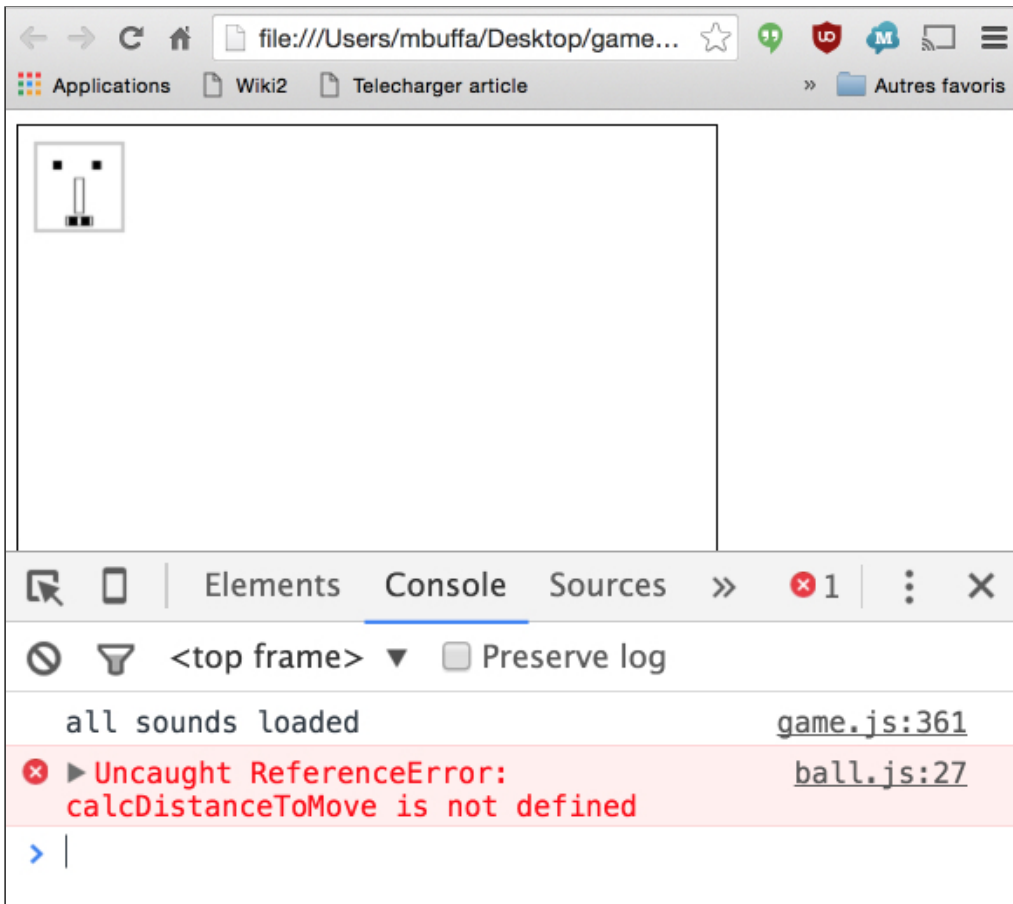 file:///Users/mbuffa/Desktop/game...
Applications Wiki2 Telecharger article » Autres favoris
Elements Console Sources » 1
<top frame> ▼ Preserve log
all sounds loaded game.js:361
Uncaught ReferenceError: ball.js:27
calcDistanceToMove is not defined